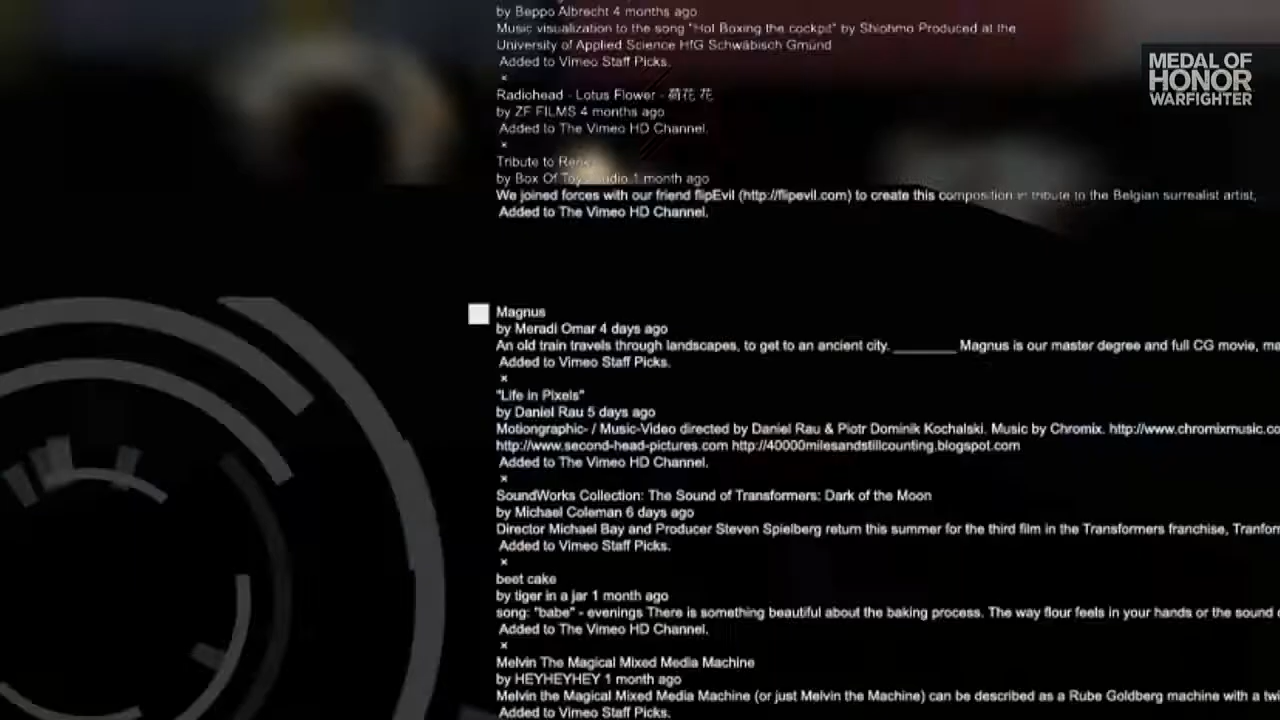 by Beppo Albrecht 4 months ago
Music visualization to the song "Hot Boxing the cockpit" by Shiohmo Produced at the
University of Applied Science HfG Schwäbisch Gmünd
Added to Vimeo Staff Picks.
×
Radiohead - Lotus Flower - 荷花 花
by ZF FILMS 4 months ago
Added to The Vimeo HD Channel.
×
Tribute to
by Box Of 1 month ago
We joined forces with our friend flipEvil (http://flipevil.com) to create this composition in tribute to the Belgian surrealist artist,
Added to The Vimeo HD Channel.
MEDAL OF
HONOR
WARFIGHTER
Magnus
by Meradi Omar 4 days ago
An old train travels through landscapes, to get to an ancient city. _________ Magnus is our master degree and full CG movie, ma
Added to Vimeo Staff Picks.
×
"Life in Pixels"
by Daniel Rau 5 days ago
Motiongraphic- / Music-Video directed by Daniel Rau & Piotr Dominik Kochalski. Music by Chromix. http://www.chromixmusic.co
http://www.second-head-pictures.com http://40000milesandstillcounting.blogspot.com
Added to The Vimeo HD Channel.
×
SoundWorks Collection: The Sound of Transformers: Dark of the Moon
by Michael Coleman 6 days ago
Director Michael Bay and Producer Steven Spielberg return this summer for the third film in the Transformers franchise, Tranfor
Added to Vimeo Staff Picks.
×
beet cake
by tiger in a jar 1 month ago
song: "babe" - evenings There is something beautiful about the baking process. The way flour feels in your hands or the sound
Added to The Vimeo HD Channel.
×
Melvin The Magical Mixed Media Machine
by HEYHEYHEY 1 month ago
Melvin the Magical Mixed Media Machine (or just Melvin the Machine) can be described as a Rube Goldberg machine with a twi
Added to Vimeo Staff Picks.